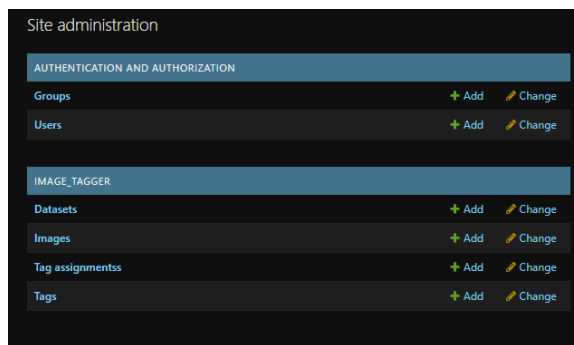 Site administration
AUTHENTICATION AND AUTHORIZATION
Groups Add Change
Users Add Change
IMAGE_TAGGER
Datasets Add Change
Images Add Change
Tag assignmentss Add Change
Tags Add Change